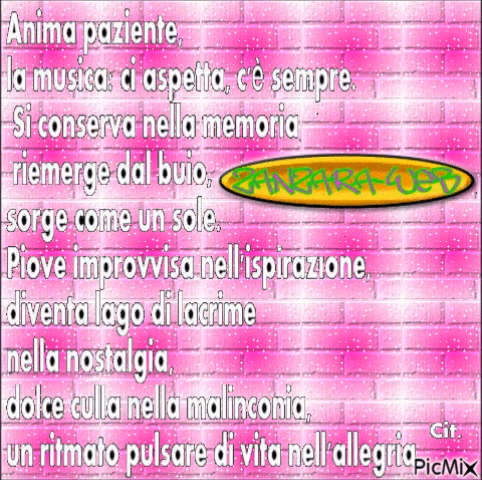 Anima paziente,
la musica: ci aspetta, c'è sempre.
Si conserva nella memoria
riemerge dal buio,
ZANZARA-WEB
sorge come un sole.
Piove improvvisa nell'ispirazione,
diventa lago di lacrime
nella nostalgia,
dolce culla nella malinconia,
Cit.
un ritmato pulsare di vita nell'allegria
PicMix